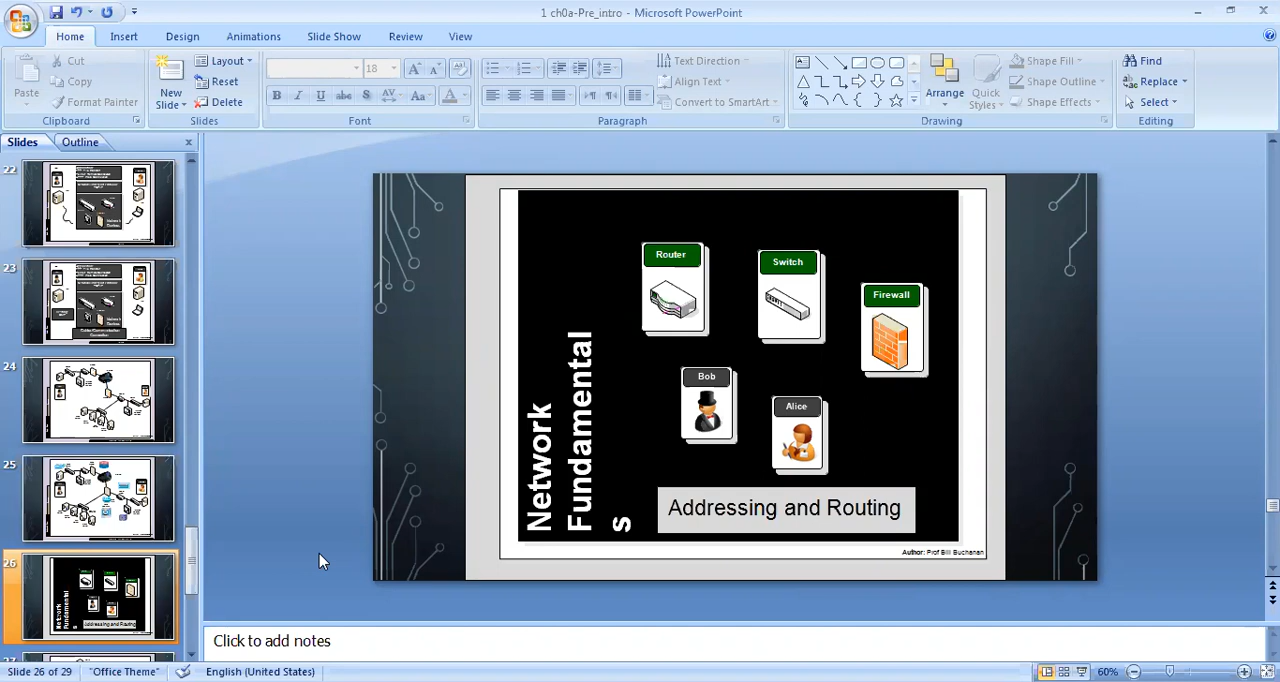 1 ch0a-Pre_intro - Microsoft PowerPoint
Home Insert Design Animations Slide Show Review View
Paste
Cut
Copy
Format Painter
Clipboard
New Slide
Layout
Reset
Delete
Slides
18
B I U abc S AV Aa A
Font
Text Direction
Align Text
Convert to SmartArt
Paragraph
Arrange
Quick Styles
Shape Fill
Shape Outline
Shape Effects
Drawing
Find
Replace
Select
Editing
Slides Outline
22
23
24
25
26
Network
Fundamental
s
Router
Switch
Firewall
Bob
Alice
Addressing and Routing
Author: Prof Bill Buchanan
Click to add notes
Slide 26 of 29 "Office Theme" English (United States) 60%